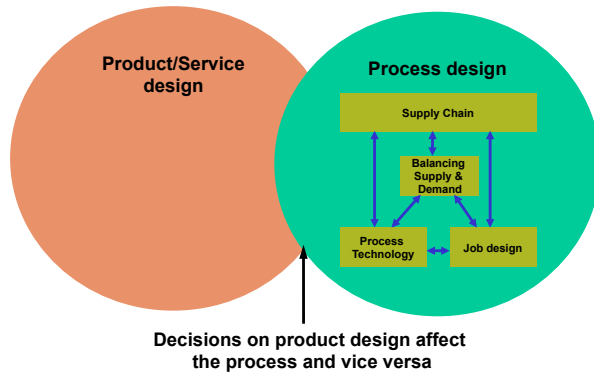 Product/Service
design
Process design
Supply Chain
Balancing
Supply &
Demand
Process
Technology
Job design
Decisions on product design affect
the process and vice versa